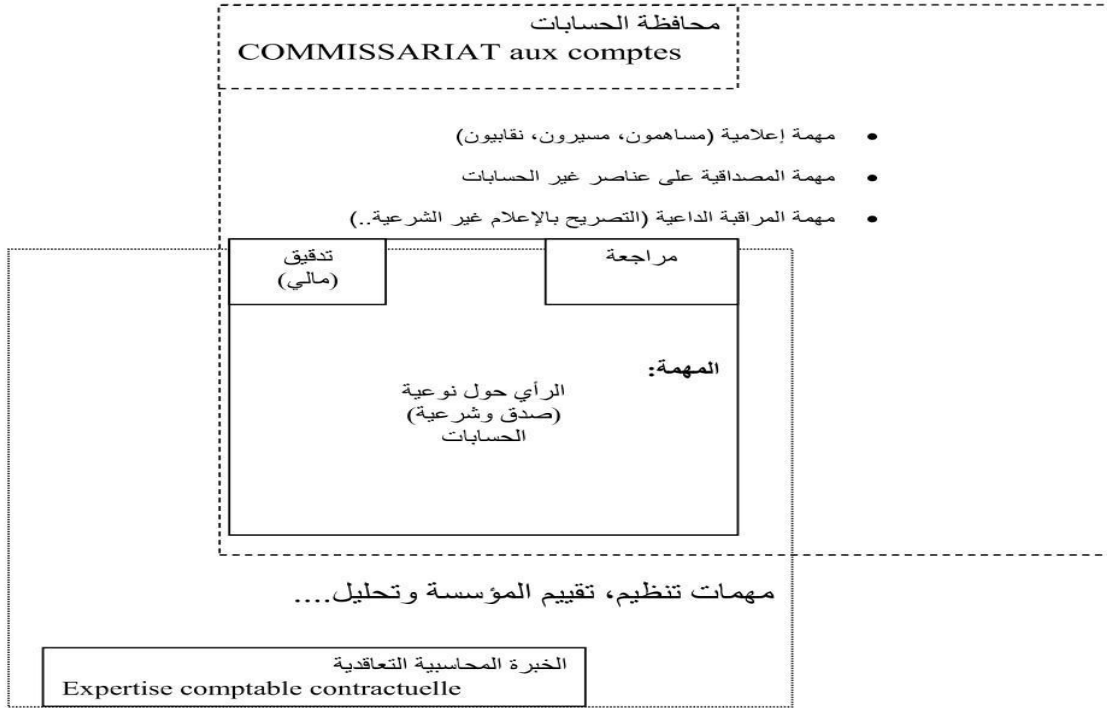 محافظة الحسابات
COMMISSARIAT aux comptes
• مهمة إعلامية (مساهمون، مسيرون، نقابيون)
• مهمة المصداقية على عناصر غير الحسابات
• مهمة المراقبة الداعية (التصريح بالإعلام غير الشرعية..)
مراجعة
تدقيق
(مالي)
المهمة:
الرأي حول نوعية
(صدق وشرعية)
الحسابات
مهمات تنظيم، تقييم المؤسسة وتحليل....
الخبرة المحاسبية التعاقدية
Expertise comptable contractuelle